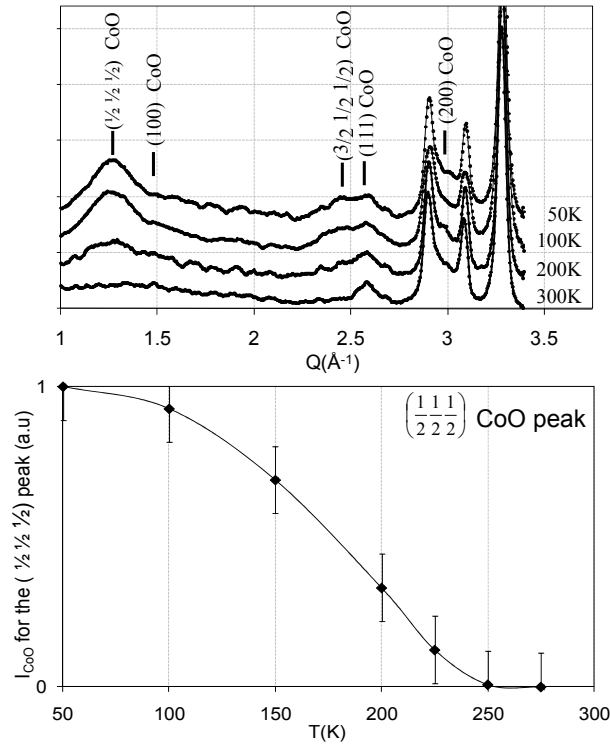 (½ ½ ½) CoO
(100) CoO
(3/2 1/2 1/2) CoO
(111) CoO
(200) CoO
50K
100K
200K
300K
1 1.5 2 2.5 3 3.5
Q(Å⁻¹)
I_CoO for the ( ½ ½ ½) peak (a.u)
1
0
(1/2 1/2 1/2) CoO peak
50 100 150 200 250 300
T(K)